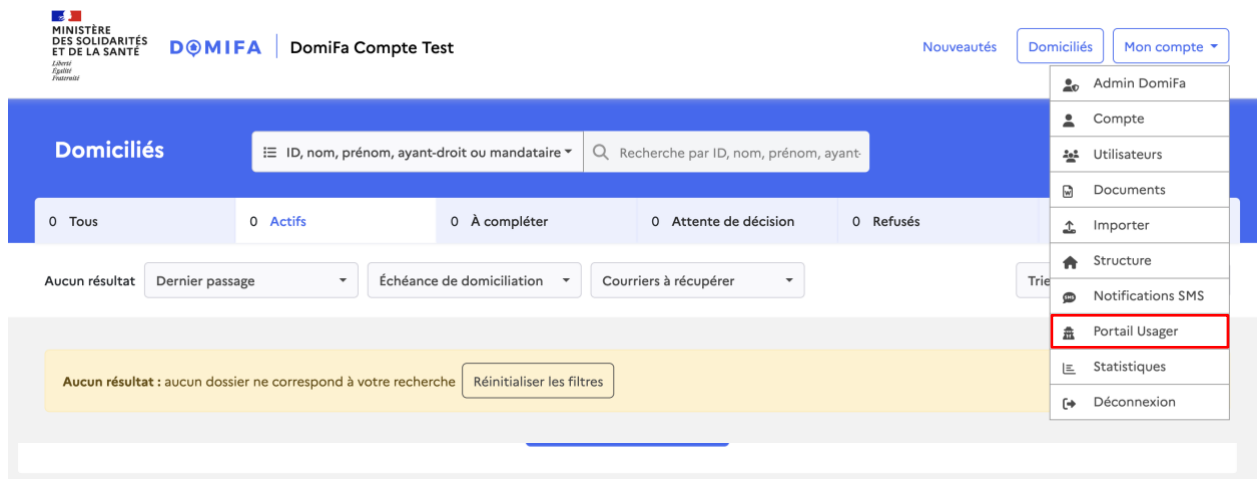 MINISTÈRE
DES SOLIDARITÉS
ET DE LA SANTÉ
Liberté
Égalité
Fraternité
DOMIFA
DomiFa Compte Test
Nouveautés
Domiciliés
Mon compte
Admin DomiFa
Compte
Utilisateurs
Documents
Importer
Structure
Notifications SMS
Portail Usager
Statistiques
Déconnexion
Domiciliés
ID, nom, prénom, ayant-droit ou mandataire
Recherche par ID, nom, prénom, ayant-
0 Tous
0 Actifs
0 À compléter
0 Attente de décision
0 Refusés
Aucun résultat
Dernier passage
Échéance de domiciliation
Courriers à récupérer
Trie
Aucun résultat : aucun dossier ne correspond à votre recherche
Réinitialiser les filtres